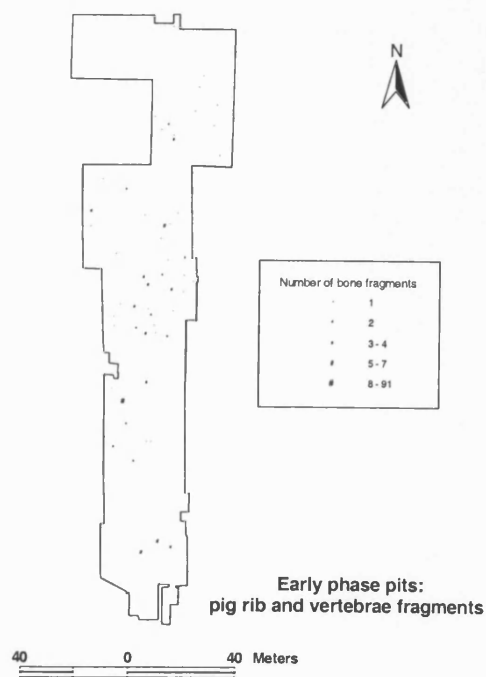 N
Number of bone fragments
1
2
3 - 4
5 - 7
8 - 91
Early phase pits:
pig rib and vertebrae fragments
40 0 40 Meters